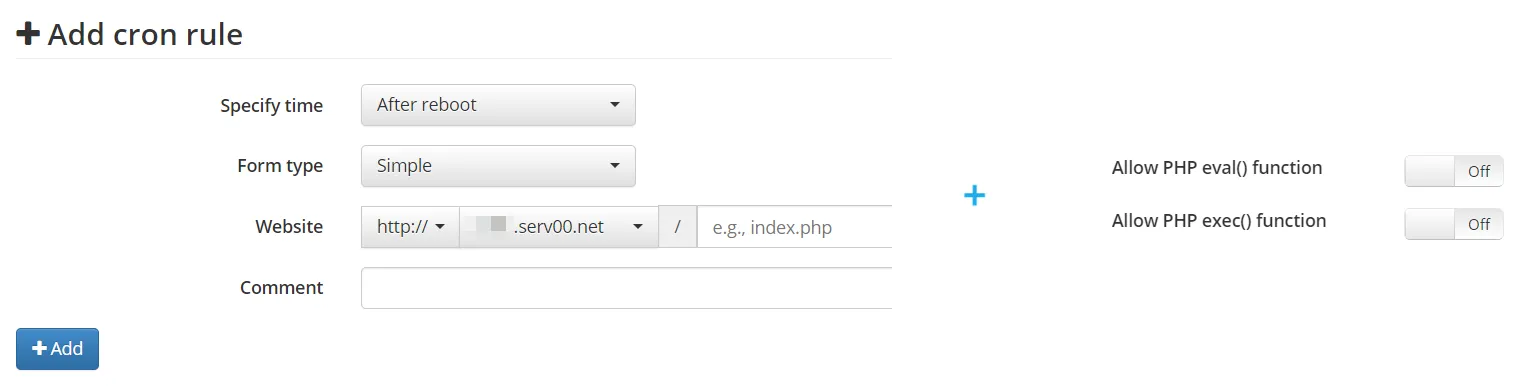 Add cron rule
Specify time After reboot
Form type Simple
Allow PHP eval() function Off
Website http:// .serv00.net / e.g., index.php
Allow PHP exec() function Off
Comment
Add